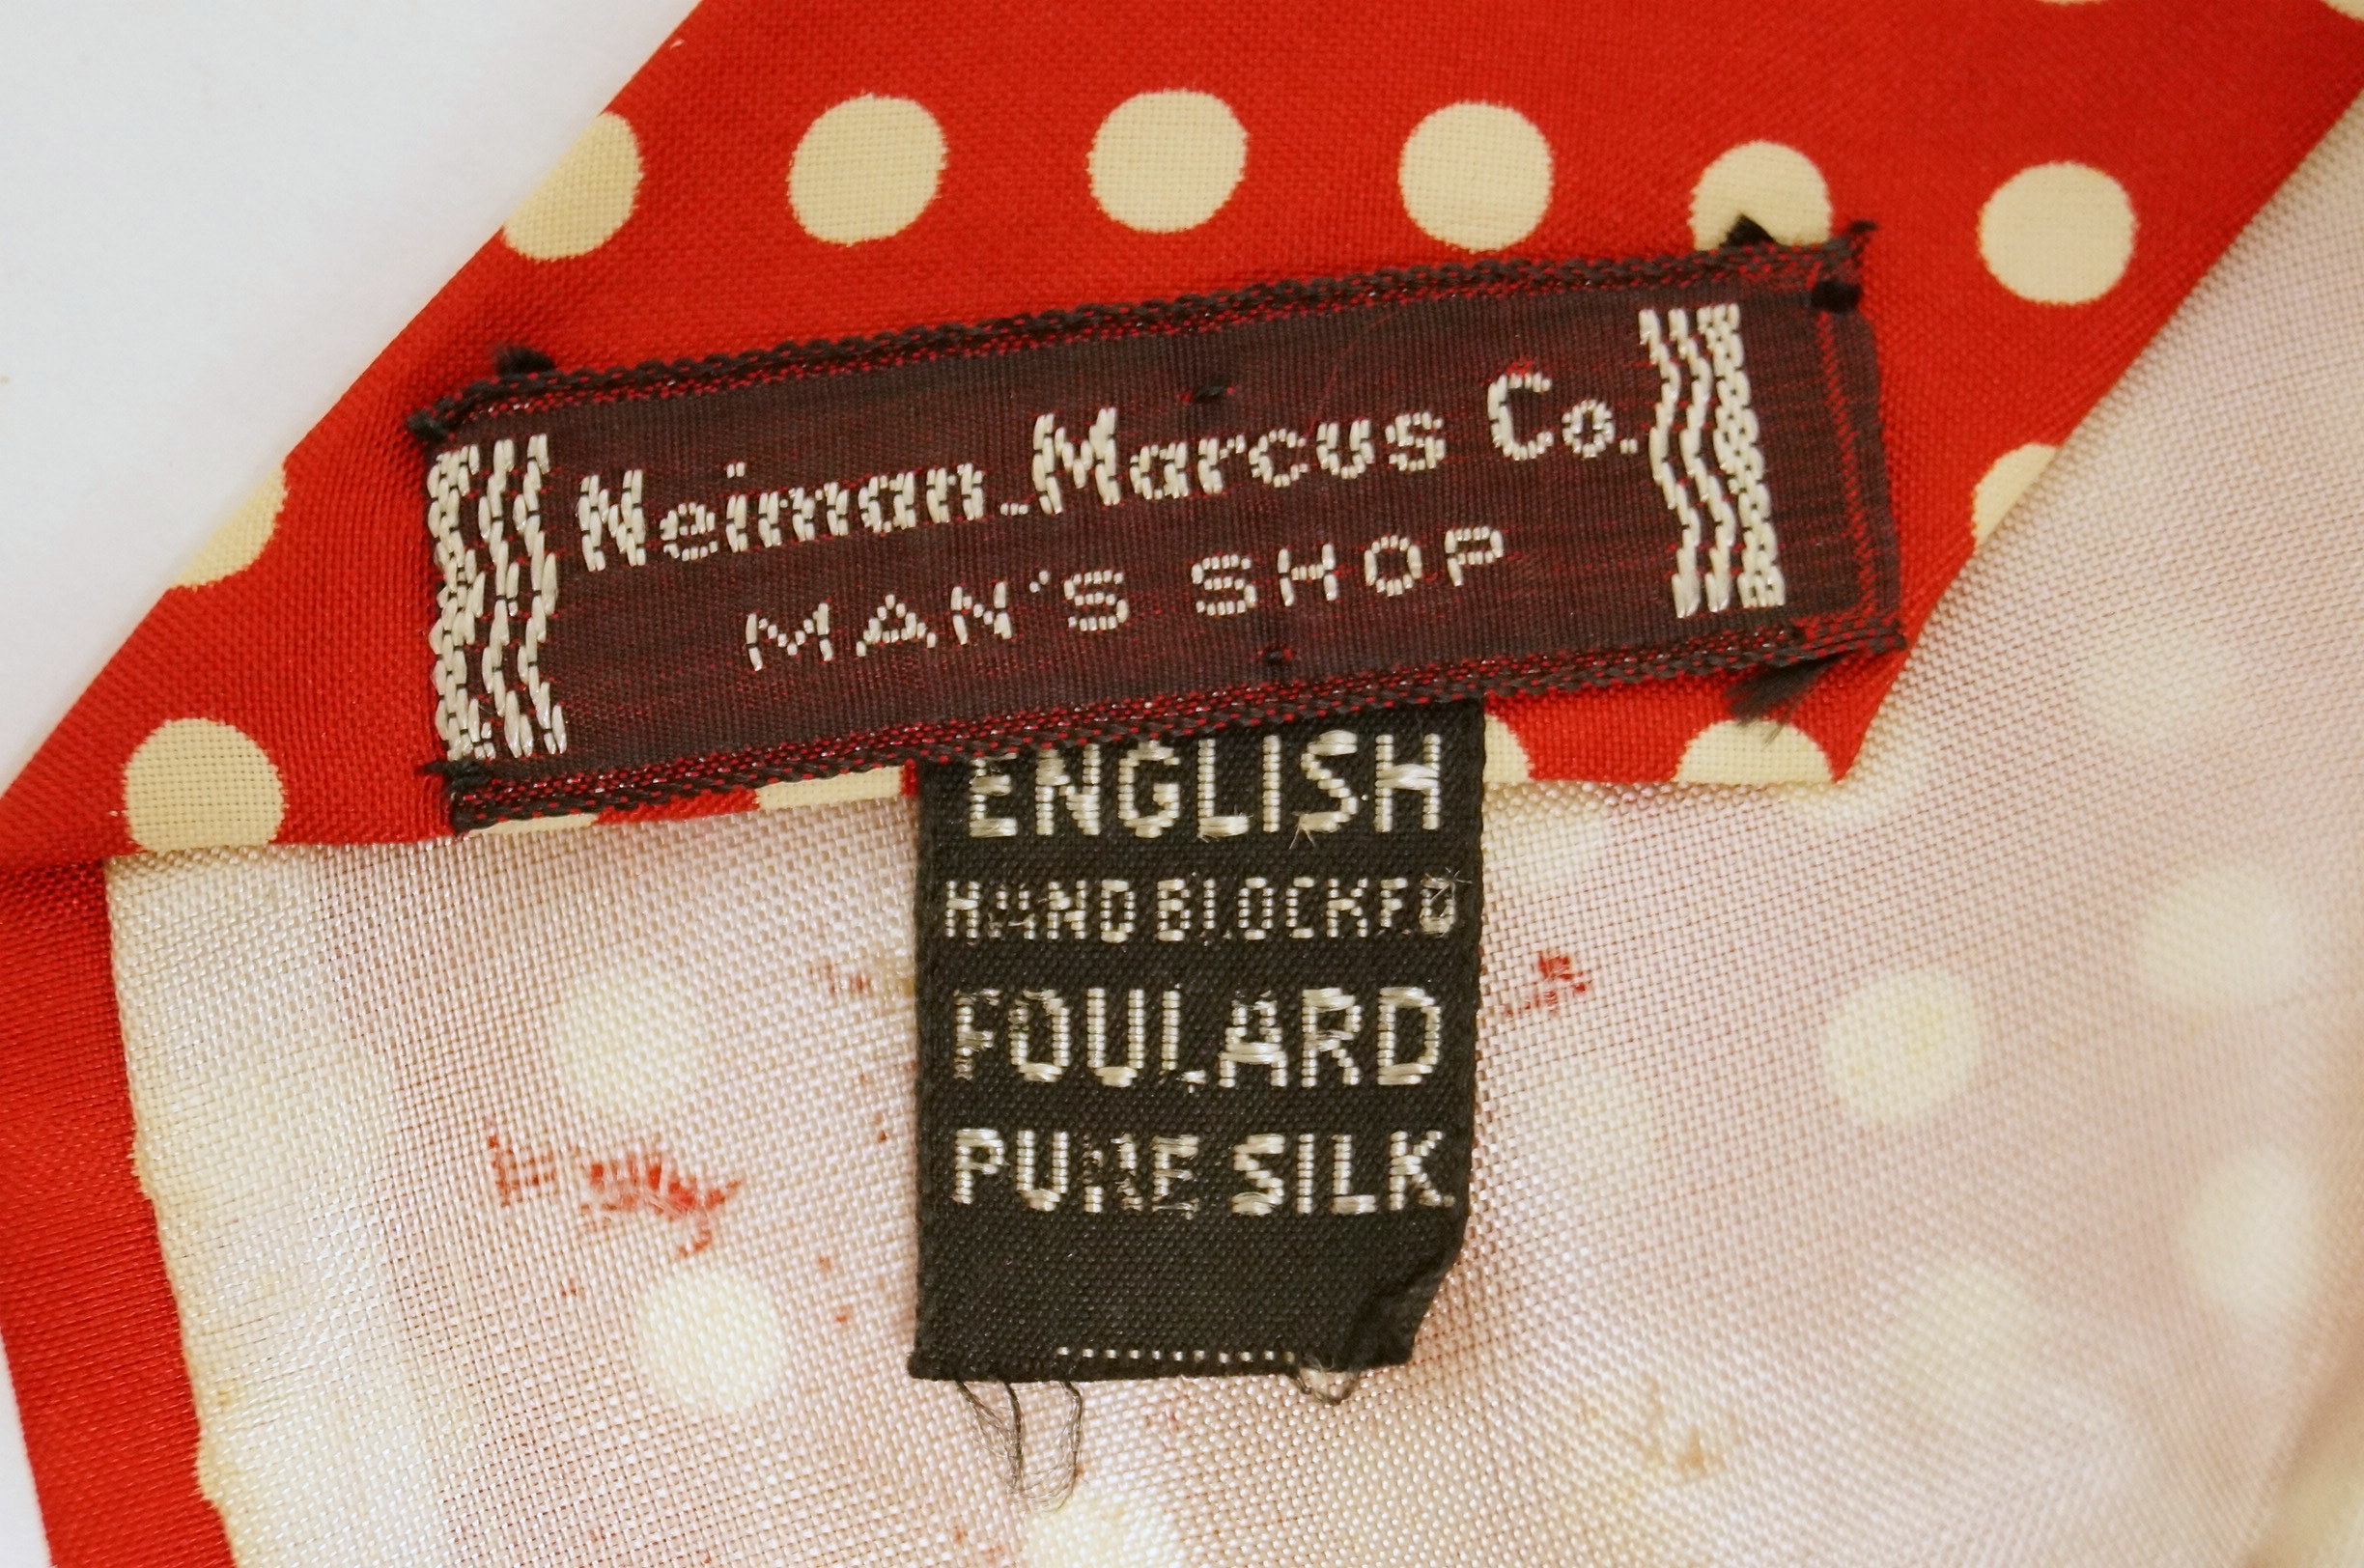 Neiman-Marcus Co.
MAN'S SHOP
ENGLISH
HAND BLOCKED
FOULARD
PURE SILK